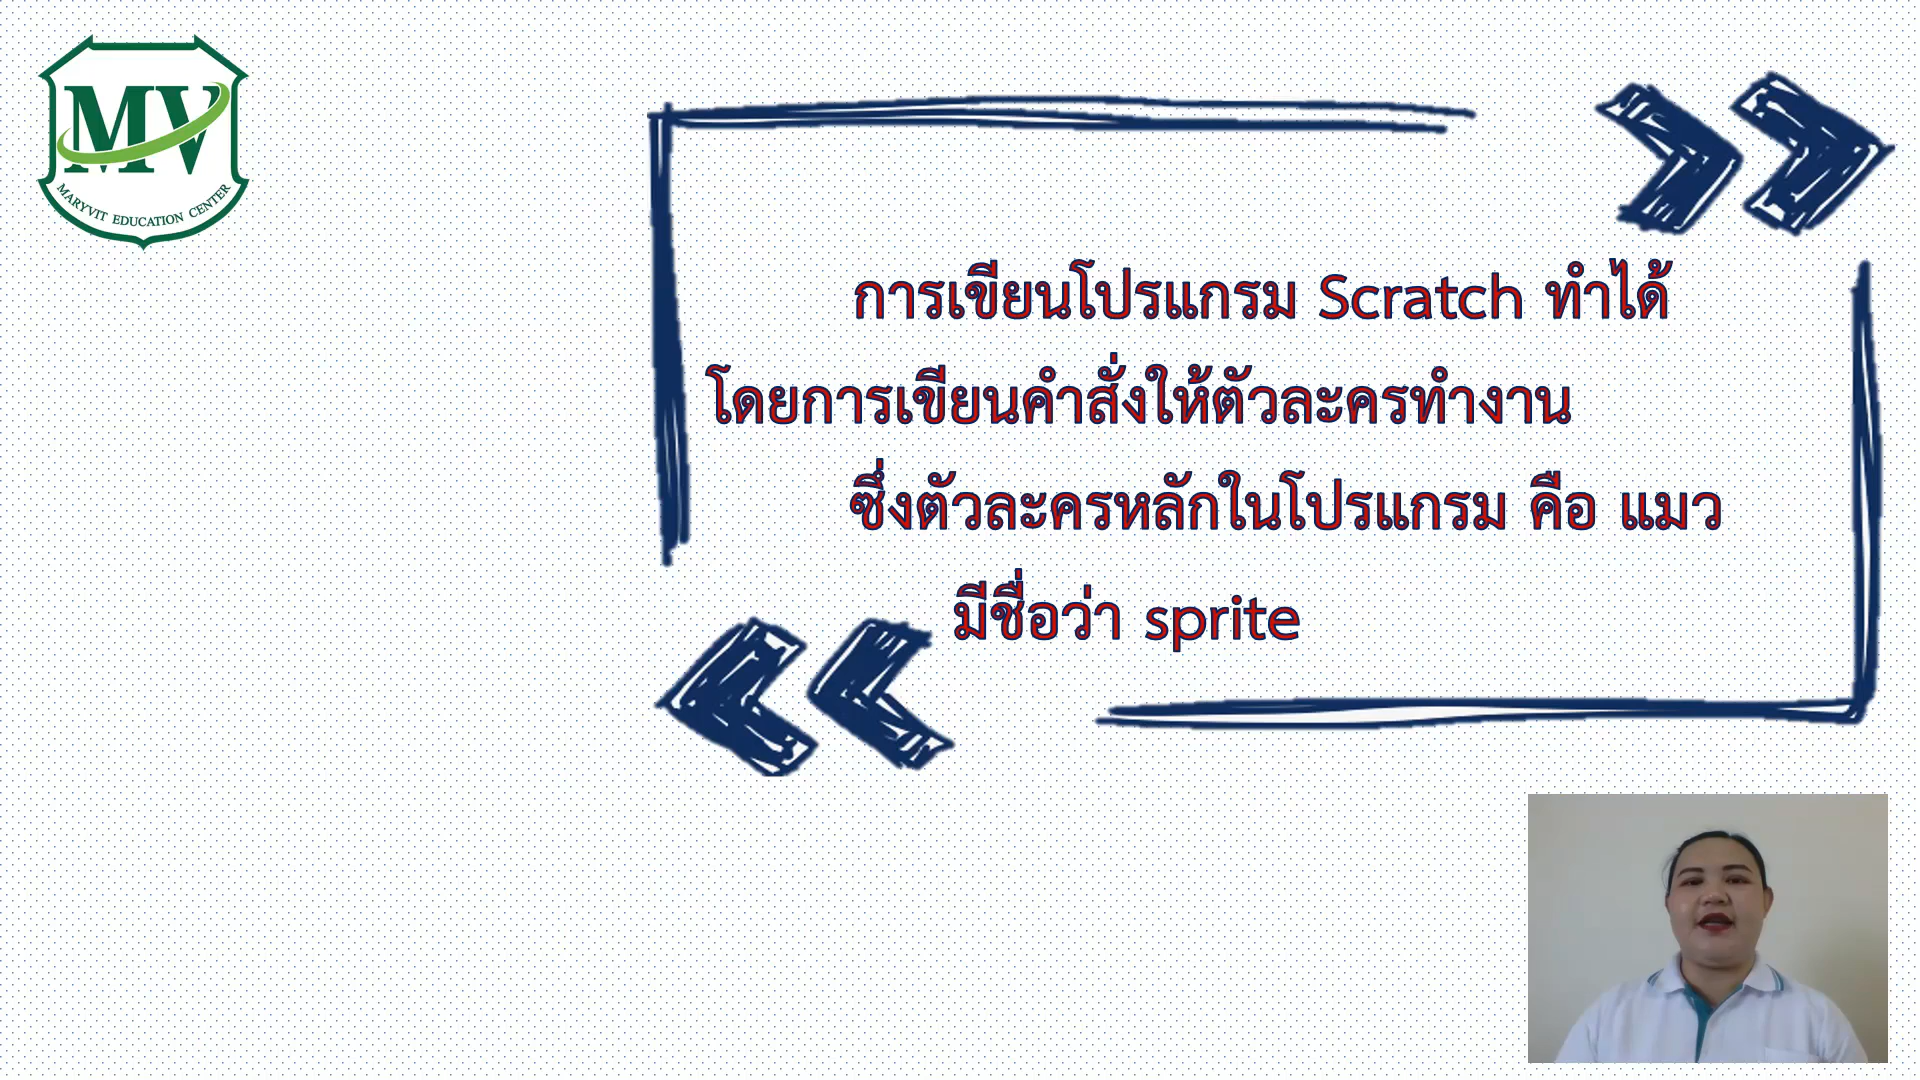 MV
MARYVIT EDUCATION CENTER
การเขียนโปรแกรม Scratch ทำได้
โดยการเขียนคำสั่งให้ตัวละครทำงาน
ซึ่งตัวละครหลักในโปรแกรม คือ แมว
มีชื่อว่า sprite